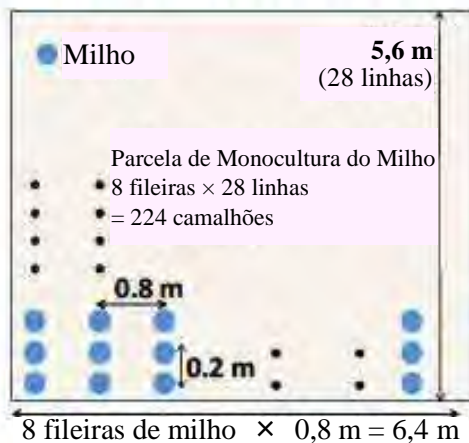 Milho
5,6 m
(28 linhas)
Parcela de Monocultura do Milho
8 fileiras × 28 linhas
= 224 camalhões
0.8 m
0.2 m
8 fileiras de milho × 0,8 m = 6,4 m